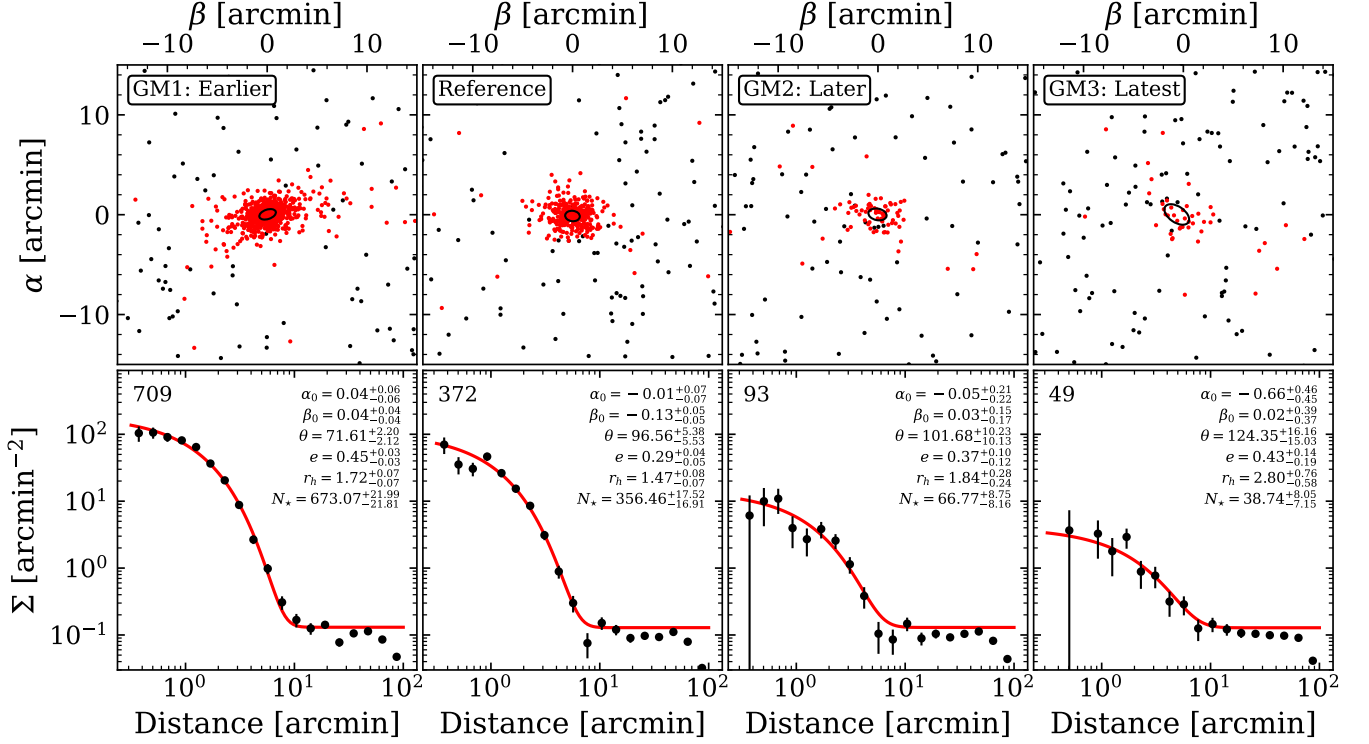 β [arcmin] β [arcmin] β [arcmin] β [arcmin]
−10 0 10 −10 0 10 −10 0 10 −10 0 10
GM1: Earlier
Reference
GM2: Later
GM3: Latest
α [arcmin]
10
0
−10
709
α₀ = 0.04^{+0.06}_{−0.06}
β₀ = 0.04^{+0.04}_{−0.04}
θ = 71.61^{+2.20}_{−2.12}
e = 0.45^{+0.03}_{−0.03}
r_h = 1.72^{+0.07}_{−0.07}
N⋆ = 673.07^{+21.99}_{−21.81}
372
α₀ = −0.01^{+0.07}_{−0.07}
β₀ = −0.13^{+0.05}_{−0.05}
θ = 96.56^{+5.38}_{−5.53}
e = 0.29^{+0.04}_{−0.05}
r_h = 1.47^{+0.08}_{−0.07}
N⋆ = 356.46^{+17.52}_{−16.91}
93
α₀ = −0.05^{+0.21}_{−0.22}
β₀ = 0.03^{+0.15}_{−0.17}
θ = 101.68^{+10.23}_{−10.13}
e = 0.37^{+0.10}_{−0.12}
r_h = 1.84^{+0.28}_{−0.24}
N⋆ = 66.77^{+8.75}_{−8.16}
49
α₀ = −0.66^{+0.46}_{−0.45}
β₀ = 0.02^{+0.39}_{−0.37}
θ = 124.35^{+16.16}_{−15.03}
e = 0.43^{+0.14}_{−0.19}
r_h = 2.80^{+0.76}_{−0.58}
N⋆ = 38.74^{+8.05}_{−7.15}
Σ [arcmin⁻²]
10²
10¹
10⁰
10⁻¹
10⁰ 10¹ 10² 10⁰ 10¹ 10² 10⁰ 10¹ 10² 10⁰ 10¹ 10²
Distance [arcmin] Distance [arcmin] Distance [arcmin] Distance [arcmin]